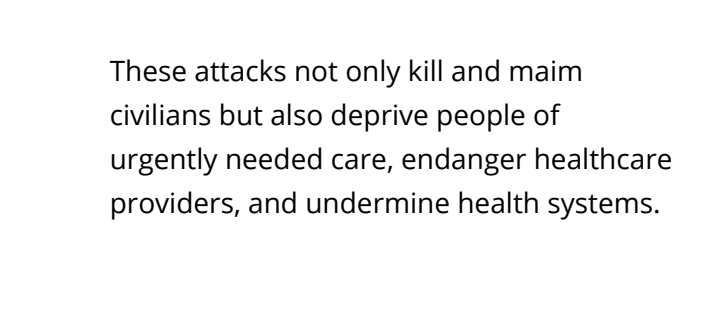 These attacks not only kill and maim
civilians but also deprive people of
urgently needed care, endanger healthcare
providers, and undermine health systems.